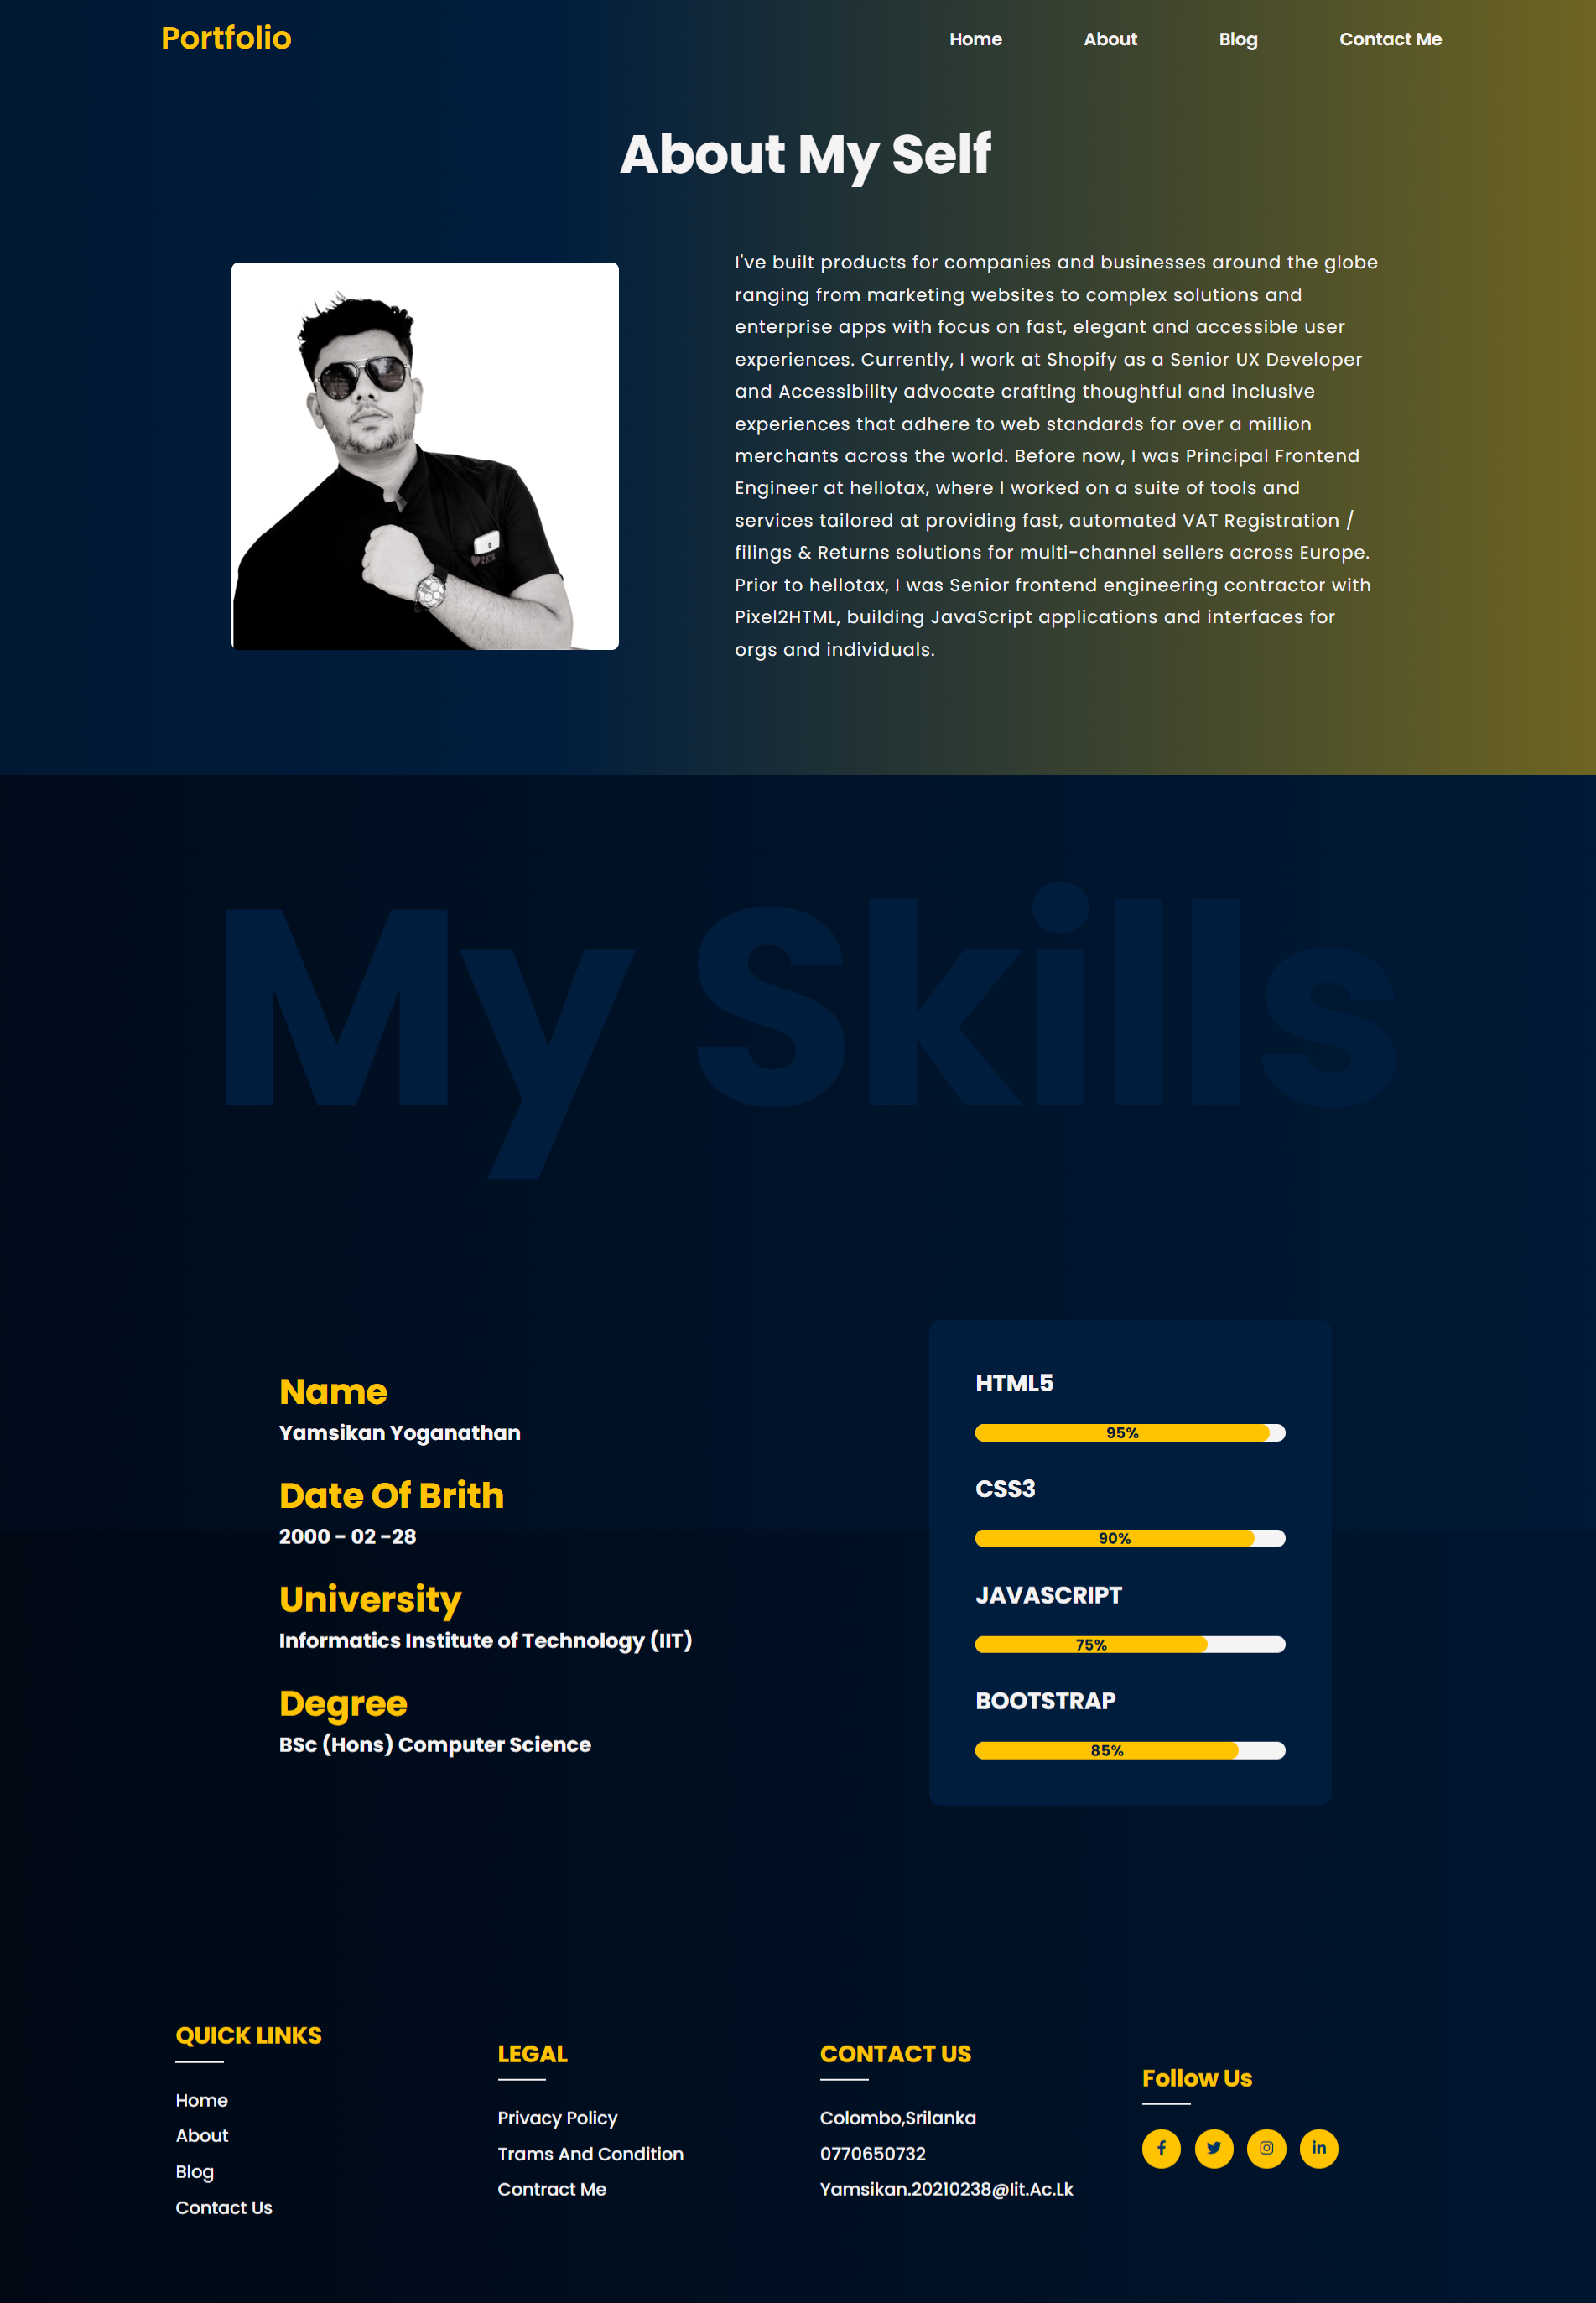 Portfolio
Home
About
Blog
Contact Me
About My Self
I've built products for companies and businesses around the globe
ranging from marketing websites to complex solutions and
enterprise apps with focus on fast, elegant and accessible user
experiences. Currently, I work at Shopify as a Senior UX Developer
and Accessibility advocate crafting thoughtful and inclusive
experiences that adhere to web standards for over a million
merchants across the world. Before now, I was Principal Frontend
Engineer at hellotax, where I worked on a suite of tools and
services tailored at providing fast, automated VAT Registration /
filings & Returns solutions for multi-channel sellers across Europe.
Prior to hellotax, I was Senior frontend engineering contractor with
Pixel2HTML, building JavaScript applications and interfaces for
orgs and individuals.
My Skills
Name
Yamsikan Yoganathan
Date Of Brith
2000 - 02 -28
University
Informatics Institute of Technology (IIT)
Degree
BSc (Hons) Computer Science
HTML5
95%
CSS3
90%
JAVASCRIPT
75%
BOOTSTRAP
85%
QUICK LINKS
Home
About
Blog
Contact Us
LEGAL
Privacy Policy
Trams And Condition
Contract Me
CONTACT US
Colombo,Srilanka
0770650732
Yamsikan.20210238@Iit.Ac.Lk
Follow Us